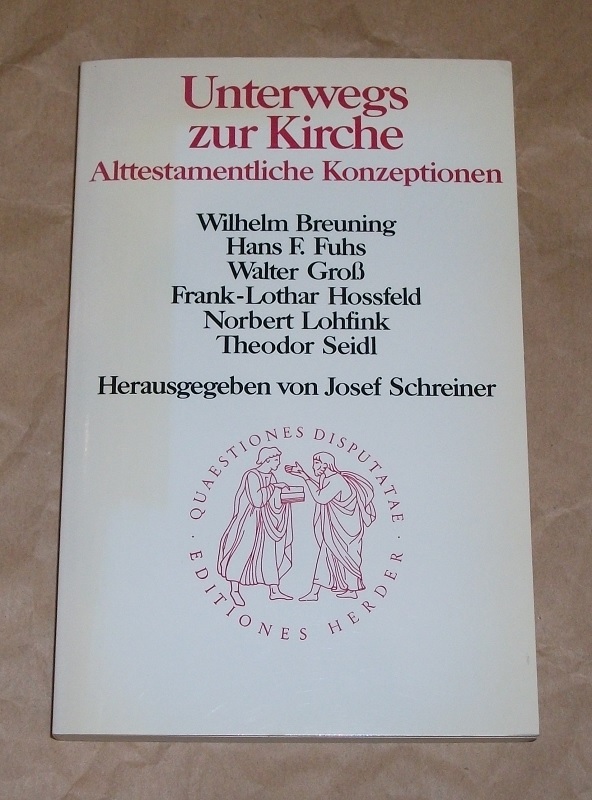 Unterwegs
zur Kirche
Alttestamentliche Konzeptionen
Wilhelm Breuning
Hans F. Fuhs
Walter Groß
Frank-Lothar Hossfeld
Norbert Lohfink
Theodor Seidl
Herausgegeben von Josef Schreiner
· QUAESTIONES DISPUTATAE ·
EDITIONES HERDER